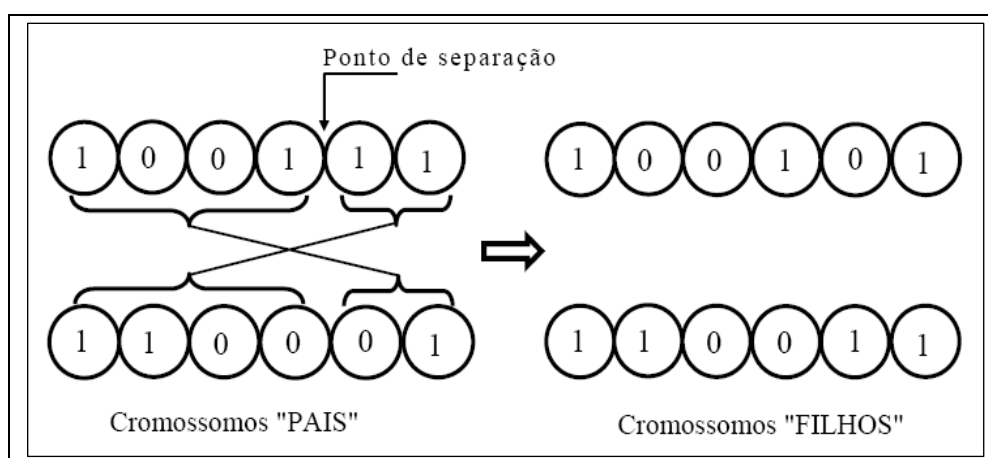 Ponto de separação
1 0 0 1 1 1
1 0 0 1 0 1
1 1 0 0 0 1
1 1 0 0 1 1
Cromossomos "PAIS"
Cromossomos "FILHOS"